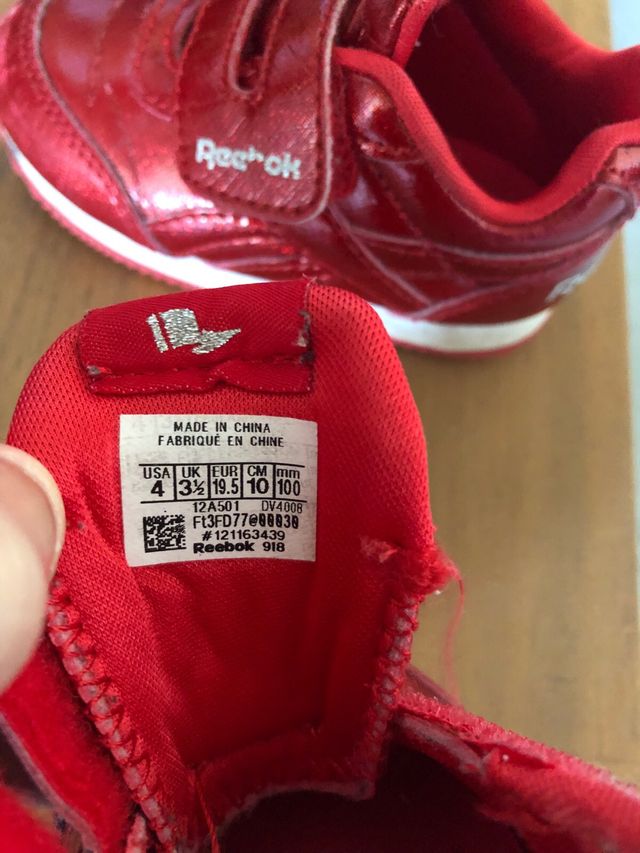 Reebok
MADE IN CHINA
FABRIQUÉ EN CHINE
USA UK EUR CM mm
4 3½ 19.5 10 100
12A501 DV4008
Ft3FD77@00030
#121163439
Reebok 918